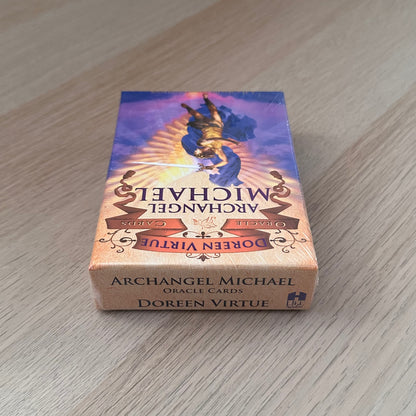 ARCHANGEL
MICHAEL
ORACLE CARDS
DOREEN VIRTUE
ARCHANGEL MICHAEL
ORACLE CARDS
DOREEN VIRTUE